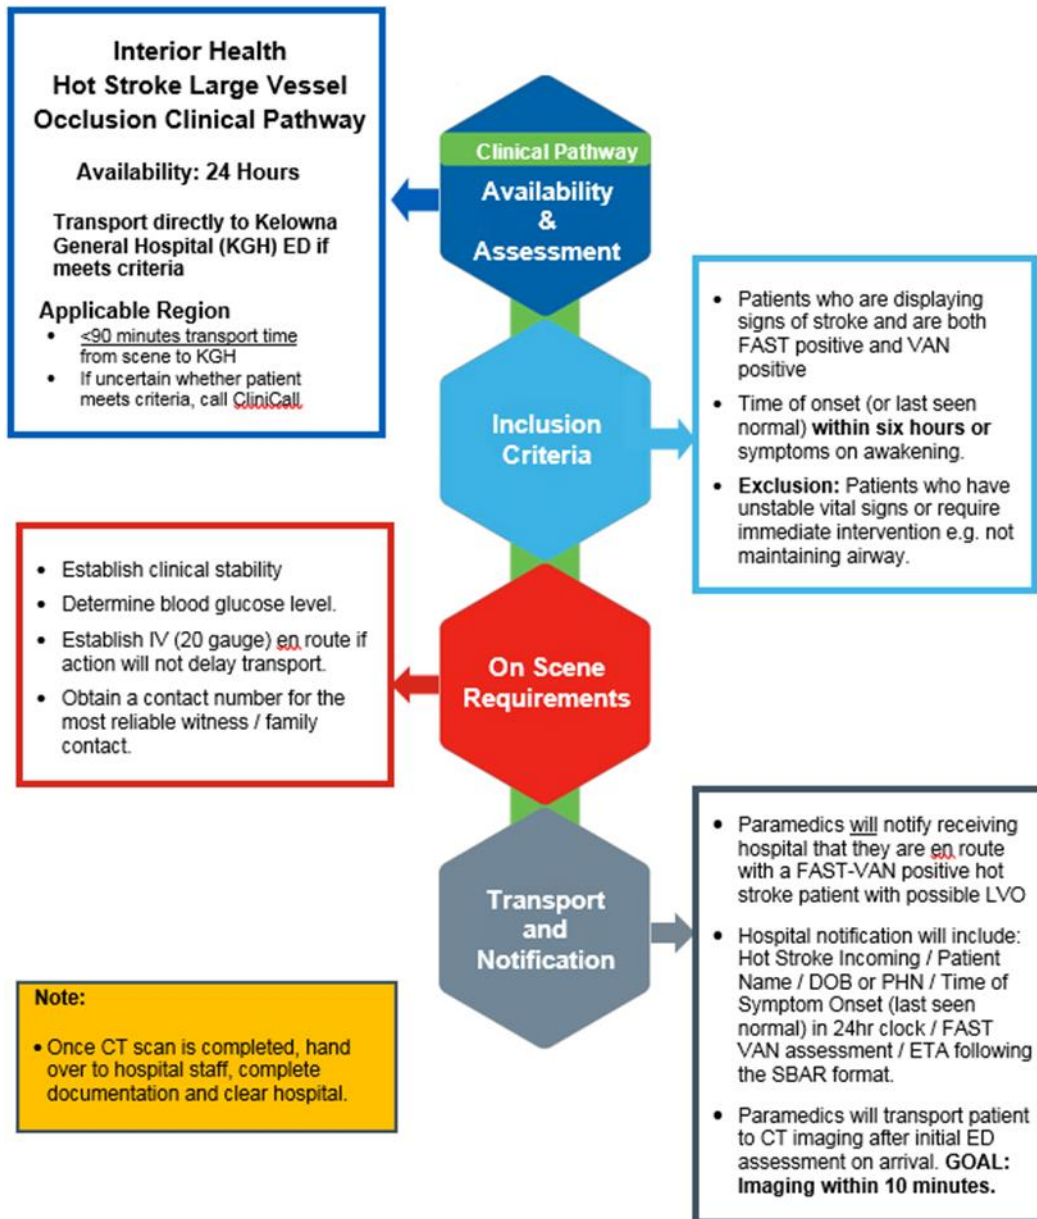 Interior Health
Hot Stroke Large Vessel
Occlusion Clinical Pathway
Availability: 24 Hours
Transport directly to Kelowna
General Hospital (KGH) ED if
meets criteria
Applicable Region
• <90 minutes transport time
from scene to KGH
• If uncertain whether patient
meets criteria, call CliniCall
Clinical Pathway
Availability
&
Assessment
Inclusion
Criteria
• Patients who are displaying
signs of stroke and are both
FAST positive and VAN
positive
• Time of onset (or last seen
normal) within six hours or
symptoms on awakening.
• Exclusion: Patients who have
unstable vital signs or require
immediate intervention e.g. not
maintaining airway.
On Scene
Requirements
• Establish clinical stability
• Determine blood glucose level.
• Establish IV (20 gauge) en route if
action will not delay transport.
• Obtain a contact number for the
most reliable witness / family
contact.
Transport
and
Notification
• Paramedics will notify receiving
hospital that they are en route
with a FAST-VAN positive hot
stroke patient with possible LVO
• Hospital notification will include:
Hot Stroke Incoming / Patient
Name / DOB or PHN / Time of
Symptom Onset (last seen
normal) in 24hr clock / FAST
VAN assessment / ETA following
the SBAR format.
• Paramedics will transport patient
to CT imaging after initial ED
assessment on arrival. GOAL:
Imaging within 10 minutes.
Note:
• Once CT scan is completed, hand
over to hospital staff, complete
documentation and clear hospital.